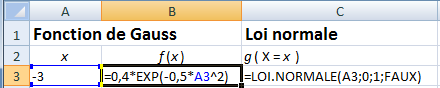 A B C
1 Fonction de Gauss Loi normale
2 x f(x) g(X=x)
3 -3 =0,4*EXP(-0,5*A3^2) =LOI.NORMALE(A3;0;1;FAUX)